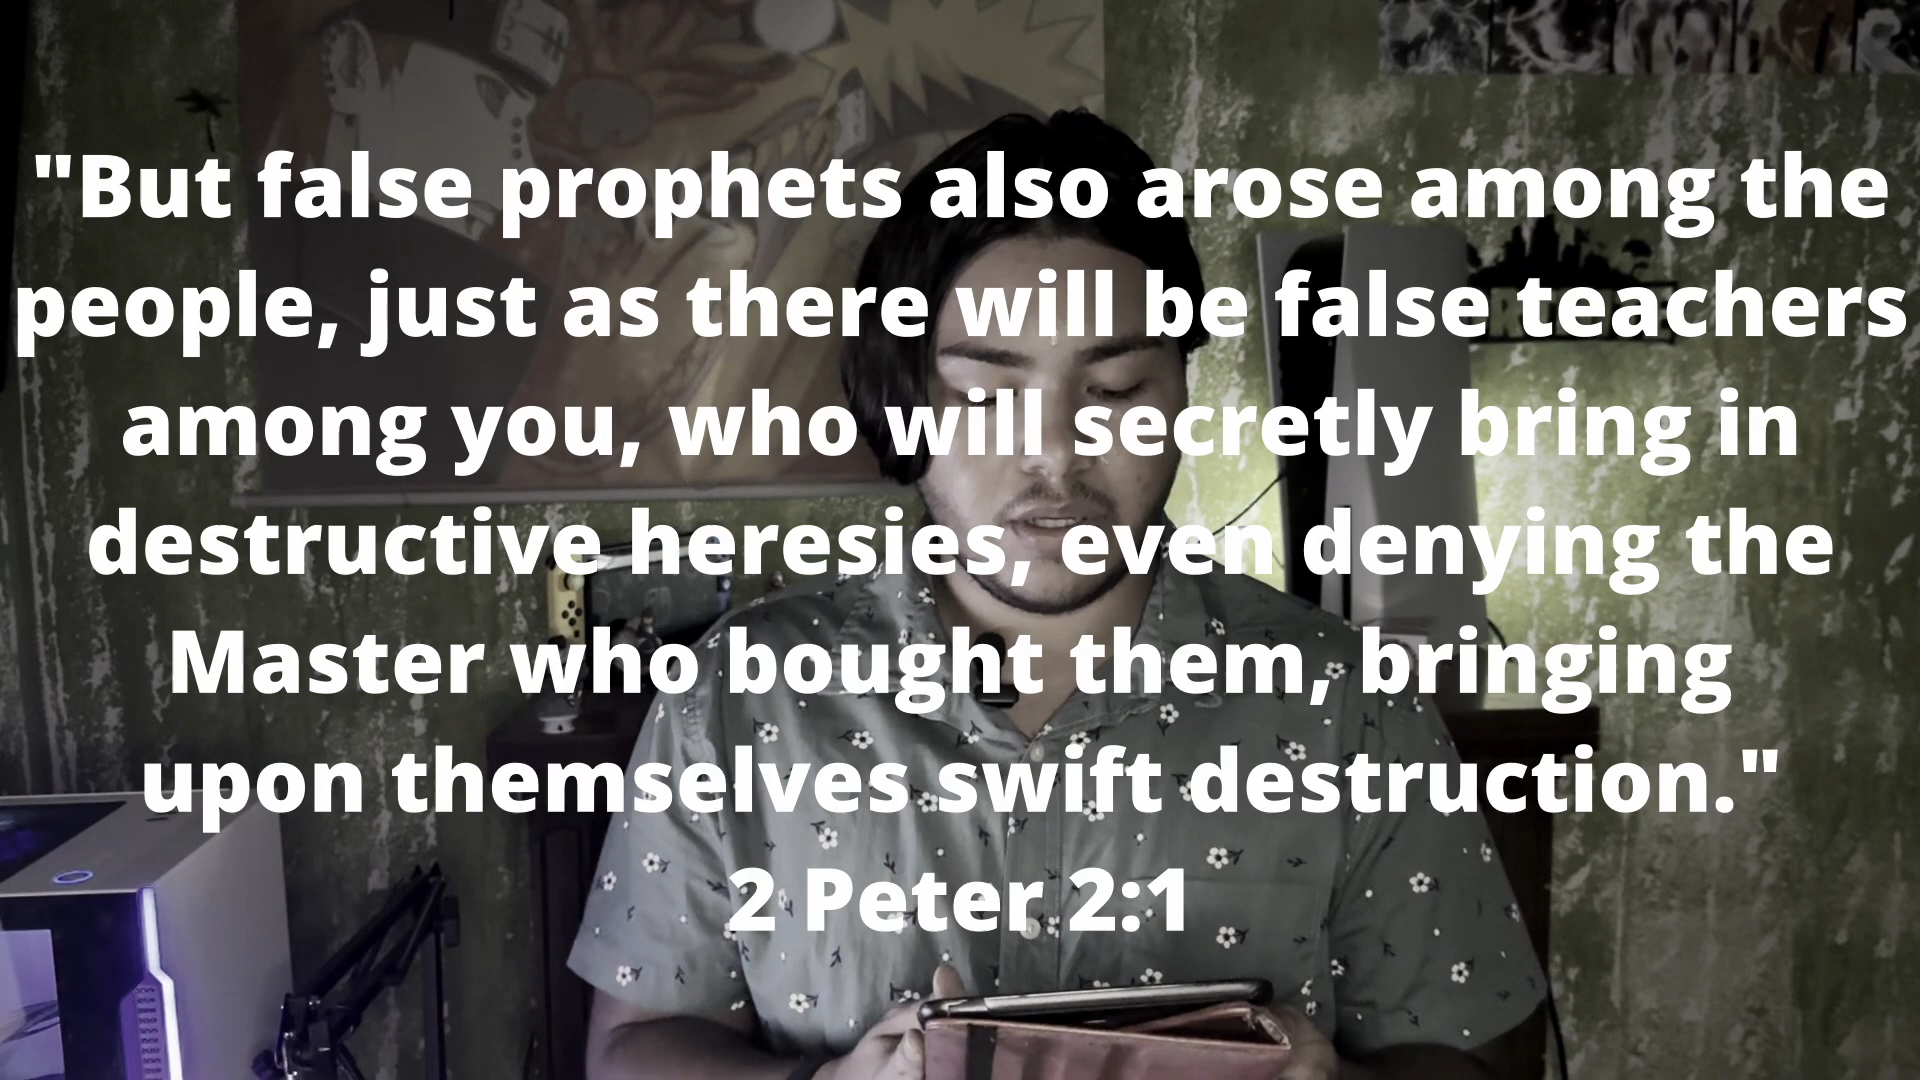 "But false prophets also arose among the
people, just as there will be false teachers
among you, who will secretly bring in
destructive heresies, even denying the
Master who bought them, bringing
upon themselves swift destruction."
2 Peter 2:1